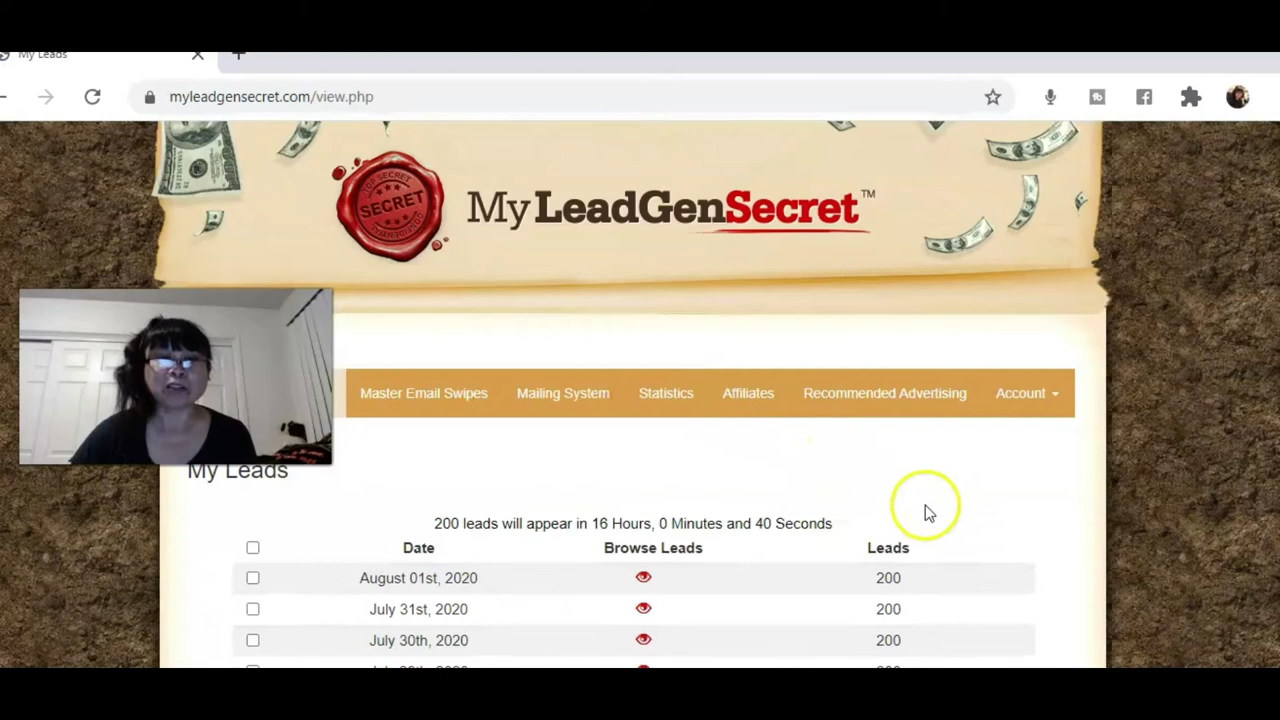 My Leads
myleadgensecret.com/view.php
TOP SECRET
SECRET
MyLeadGenSecret™
Master Email Swipes Mailing System Statistics Affiliates Recommended Advertising Account
My Leads
200 leads will appear in 16 Hours, 0 Minutes and 40 Seconds
Date Browse Leads Leads
August 01st, 2020 200
July 31st, 2020 200
July 30th, 2020 200